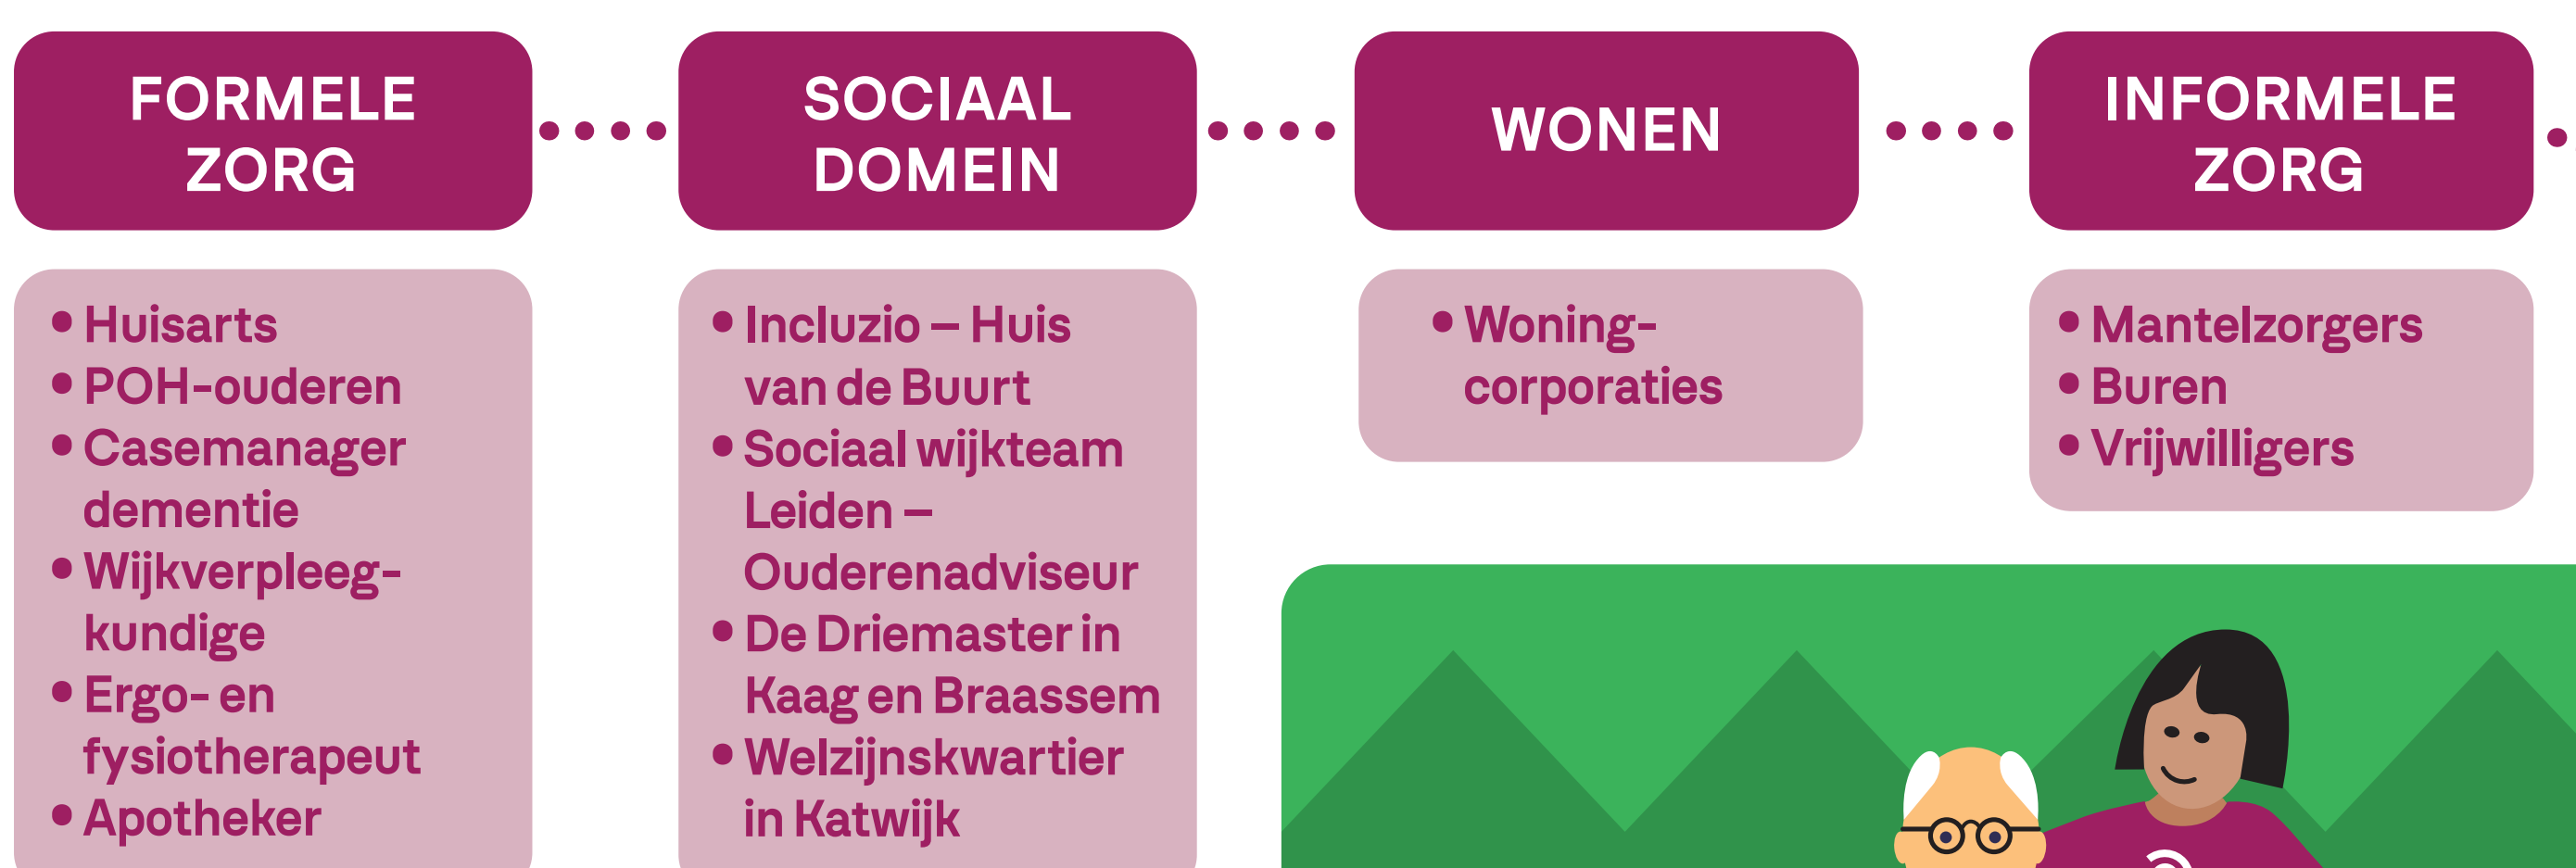 FORMELE
ZORG
• Huisarts
• POH-ouderen
• Casemanager
dementie
• Wijkverpleeg-
kundige
• Ergo- en
fysiotherapeut
• Apotheker
SOCIAAL
DOMEIN
• Incluzio – Huis
van de Buurt
• Sociaal wijkteam
Leiden –
Ouderenadviseur
• De Driemaster in
Kaag en Braassem
• Welzijnskwartier
in Katwijk
WONEN
• Woning-
corporaties
INFORMELE
ZORG
• Mantelzorgers
• Buren
• Vrijwilligers